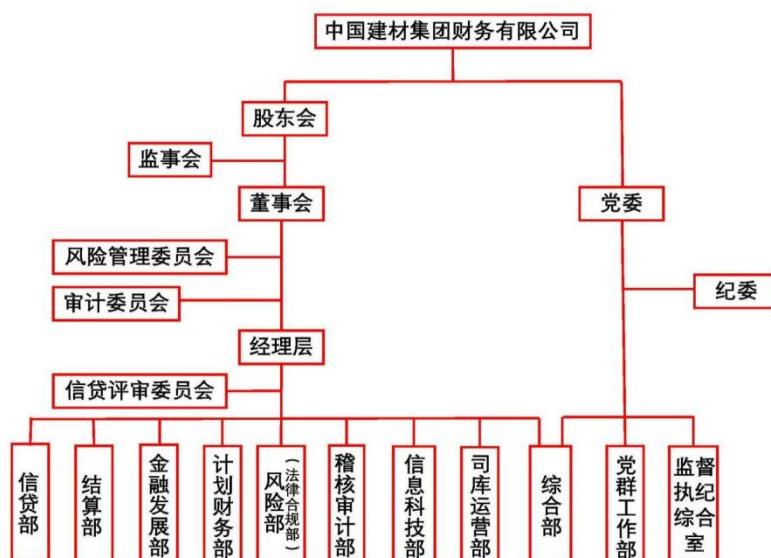 中国建材集团财务有限公司
股东会
监事会
董事会
党委
风险管理委员会
审计委员会
纪委
经理层
信贷评审委员会
信贷部
结算部
金融发展部
计划财务部
风险部
（法律合规部）
稽核审计部
信息科技部
司库运营部
综合部
党群工作部
监督执纪综合室